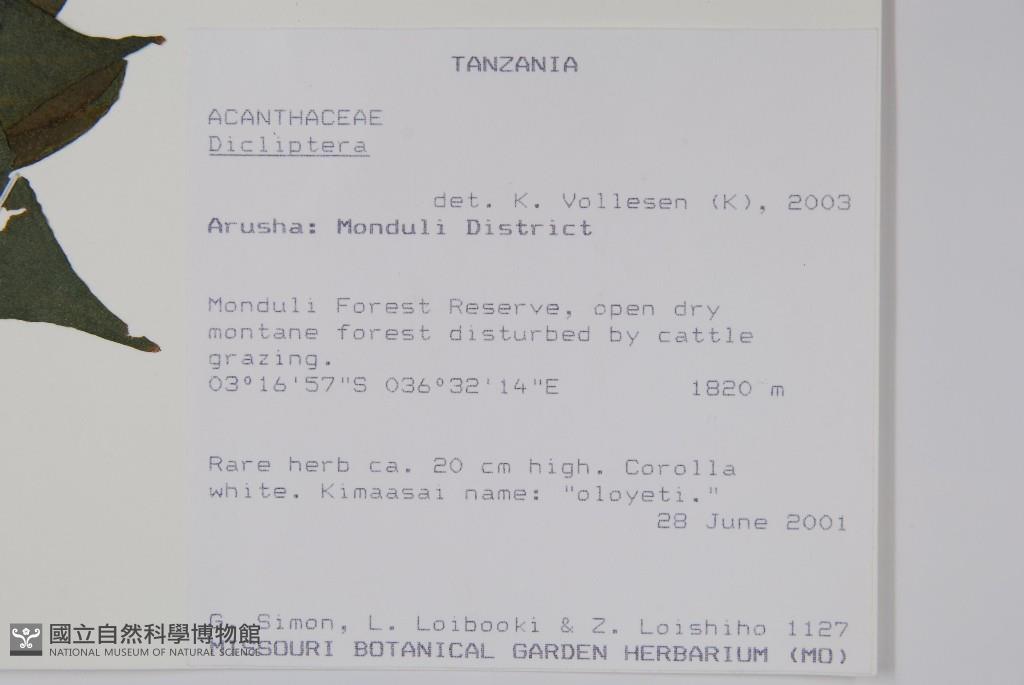 TANZANIA
ACANTHACEAE
Dicliptera
det. K. Vollesen (K), 2003
Arusha: Monduli District
Monduli Forest Reserve, open dry
montane forest disturbed by cattle
grazing.
03°16'57"S 036°32'14"E 1820 m
Rare herb ca. 20 cm high. Corolla
white. Kimaasai name: "oloyeti."
28 June 2001
G. Simon, L. Loibooki & Z. Loishiho 1127
MISSOURI BOTANICAL GARDEN HERBARIUM (MO)
國立自然科學博物館
NATIONAL MUSEUM OF NATURAL SCIENCE